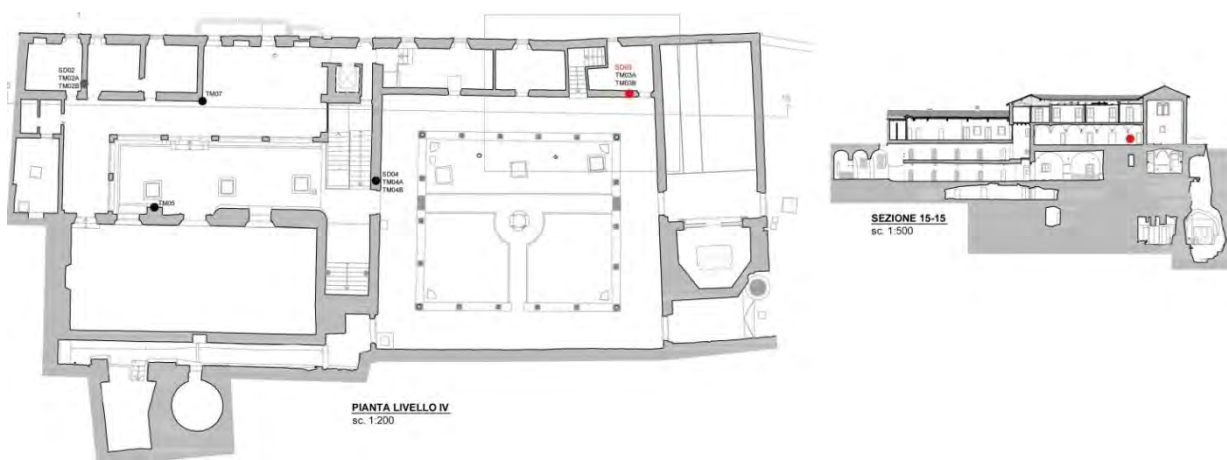 SD02
TM02A
TM02B
TM07
SD03
TM03A
TM03B
SD04
TM04A
TM04B
TM05
PIANTA LIVELLO IV
sc. 1:200
SEZIONE 15-15
sc. 1:500